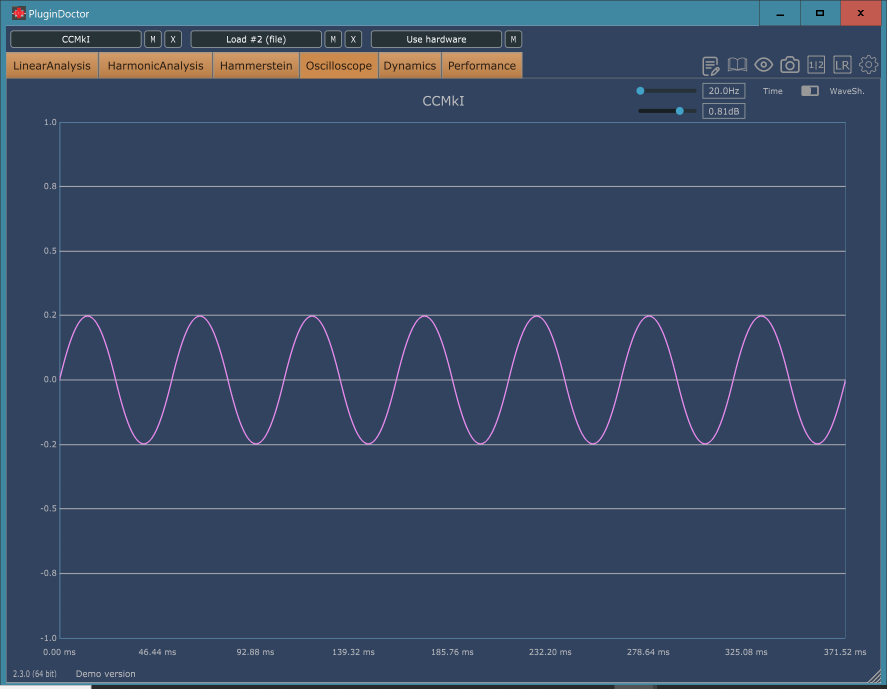 PluginDoctor
CCMkI M X Load #2 (file) M X Use hardware M
LinearAnalysis HarmonicAnalysis Hammerstein Oscilloscope Dynamics Performance 1|2 LR
20.0Hz Time WaveSh.
CCMkI
0.81dB
1.0
0.8
0.5
0.2
0.0
-0.2
-0.5
-0.8
-1.0
0.00 ms 46.44 ms 92.88 ms 139.32 ms 185.76 ms 232.20 ms 278.64 ms 325.08 ms 371.52 ms
2.3.0 (64 bit) Demo version